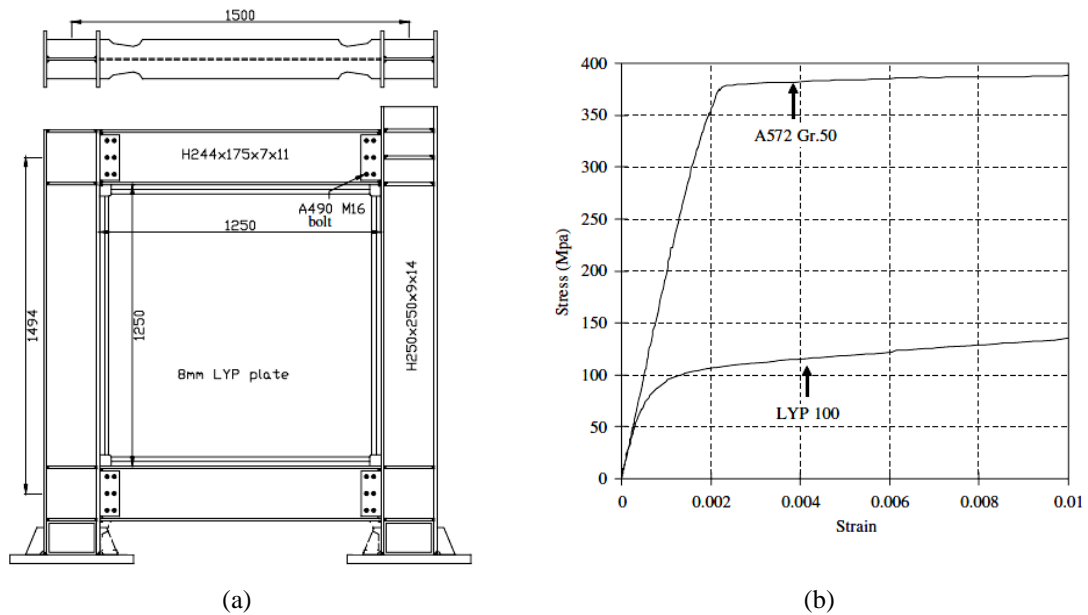 1500
H244x175x7x11
A490 M16
bolt
1250
1494
1250
H250x250x9x14
8mm LYP plate
(a)
400
350
300
250
200
150
100
50
0
Stress (Mpa)
A572 Gr.50
LYP 100
0
0.002
0.004
0.006
0.008
0.01
Strain
(b)